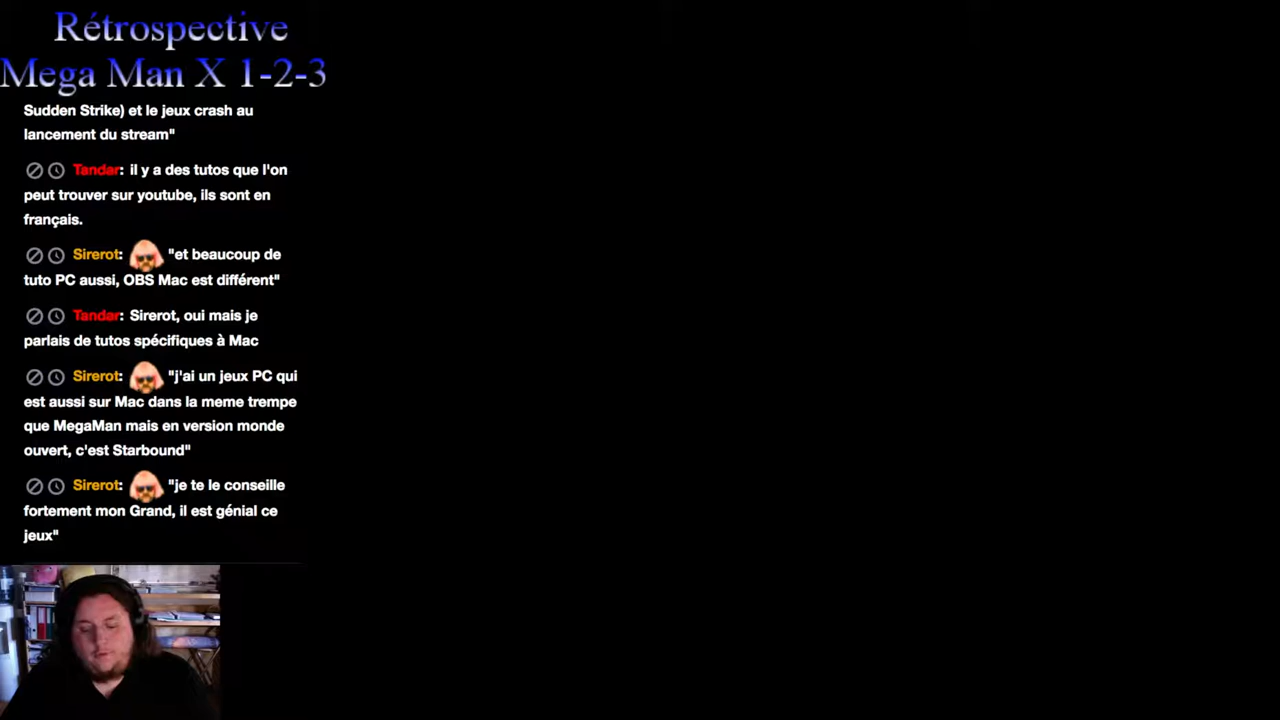 Rétrospective
Mega Man X 1-2-3
Sudden Strike) et le jeux crash au
lancement du stream"
Tandar: il y a des tutos que l'on
peut trouver sur youtube, ils sont en
français.
Sirerot: "et beaucoup de
tuto PC aussi, OBS Mac est différent"
Tandar: Sirerot, oui mais je
parlais de tutos spécifiques à Mac
Sirerot: "j'ai un jeux PC qui
est aussi sur Mac dans la meme trempe
que MegaMan mais en version monde
ouvert, c'est Starbound"
Sirerot: "je te le conseille
fortement mon Grand, il est génial ce
jeux"